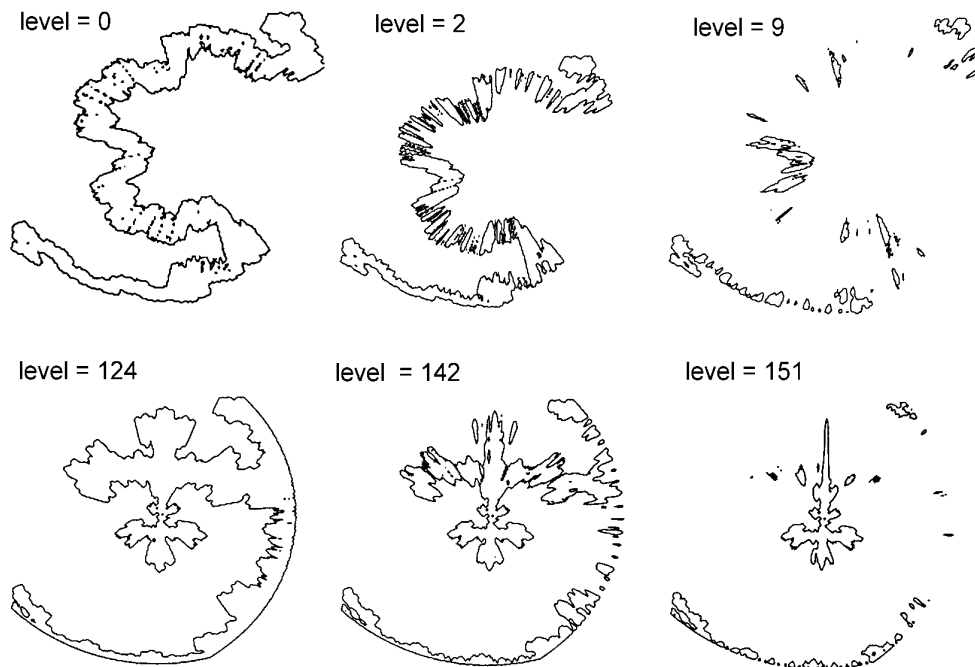 level = 0
level = 2
level = 9
level = 124
level = 142
level = 151